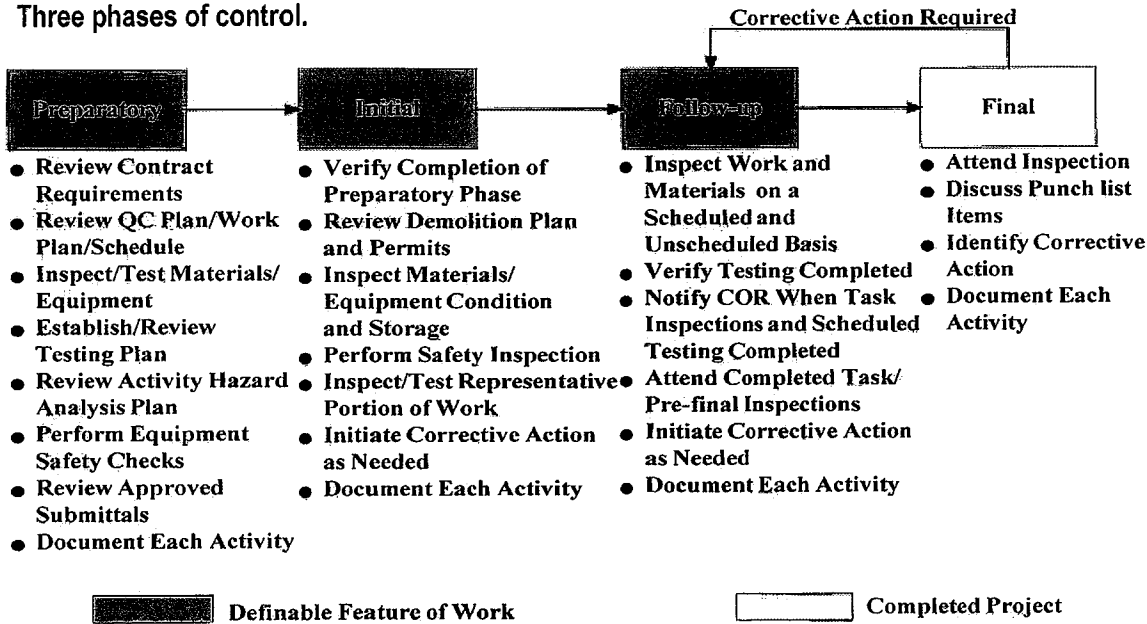 Three phases of control.
Corrective Action Required
Preparatory
Initial
Follow-up
Final
● Review Contract
Requirements
● Review QC Plan/Work
Plan/Schedule
● Inspect/Test Materials/
Equipment
● Establish/Review
Testing Plan
● Review Activity Hazard
Analysis Plan
● Perform Equipment
Safety Checks
● Review Approved
Submittals
● Document Each Activity
● Verify Completion of
Preparatory Phase
● Review Demolition Plan
and Permits
● Inspect Materials/
Equipment Condition
and Storage
● Perform Safety Inspection
● Inspect/Test Representative
Portion of Work
● Initiate Corrective Action
as Needed
● Document Each Activity
● Inspect Work and
Materials on a
Scheduled and
Unscheduled Basis
● Verify Testing Completed
● Notify COR When Task
Inspections and Scheduled
Testing Completed
● Attend Completed Task/
Pre-final Inspections
● Initiate Corrective Action
as Needed
● Document Each Activity
● Attend Inspection
● Discuss Punch list
Items
● Identify Corrective
Action
● Document Each
Activity
Definable Feature of Work
Completed Project